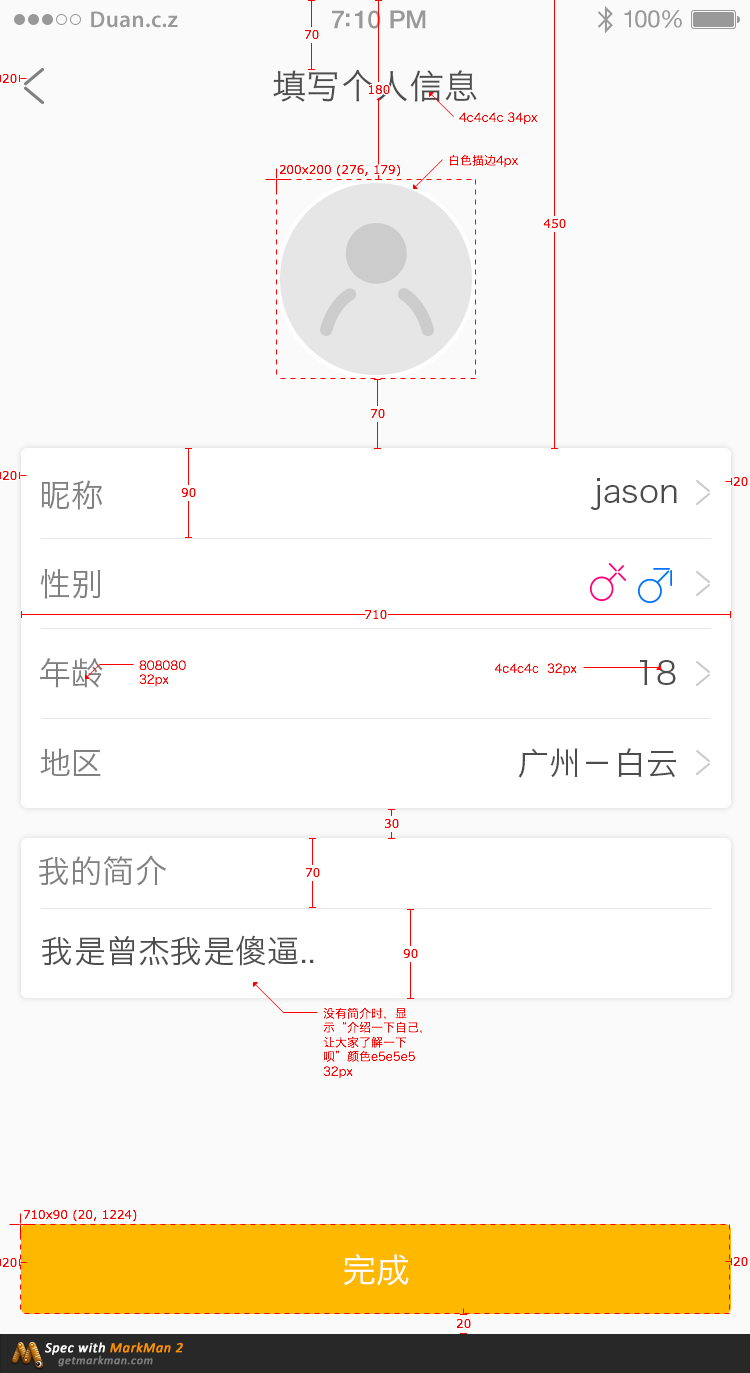 Duan.c.z 7:10 PM 100%
70
20
填写个人信息
180
4c4c4c 34px
白色描边4px
200x200 (276, 179)
450
70
20
90
昵称 jason
20
性别
710
年龄 808080 32px 4c4c4c 32px 18
地区 广州－白云
30
我的简介
70
我是曾杰我是傻逼..
90
没有简介时，显
示“介绍一下自己，
让大家了解一下
呗”颜色e5e5e5
32px
710x90 (20, 1224)
20
完成
20
20
Spec with MarkMan 2
getmarkman.com